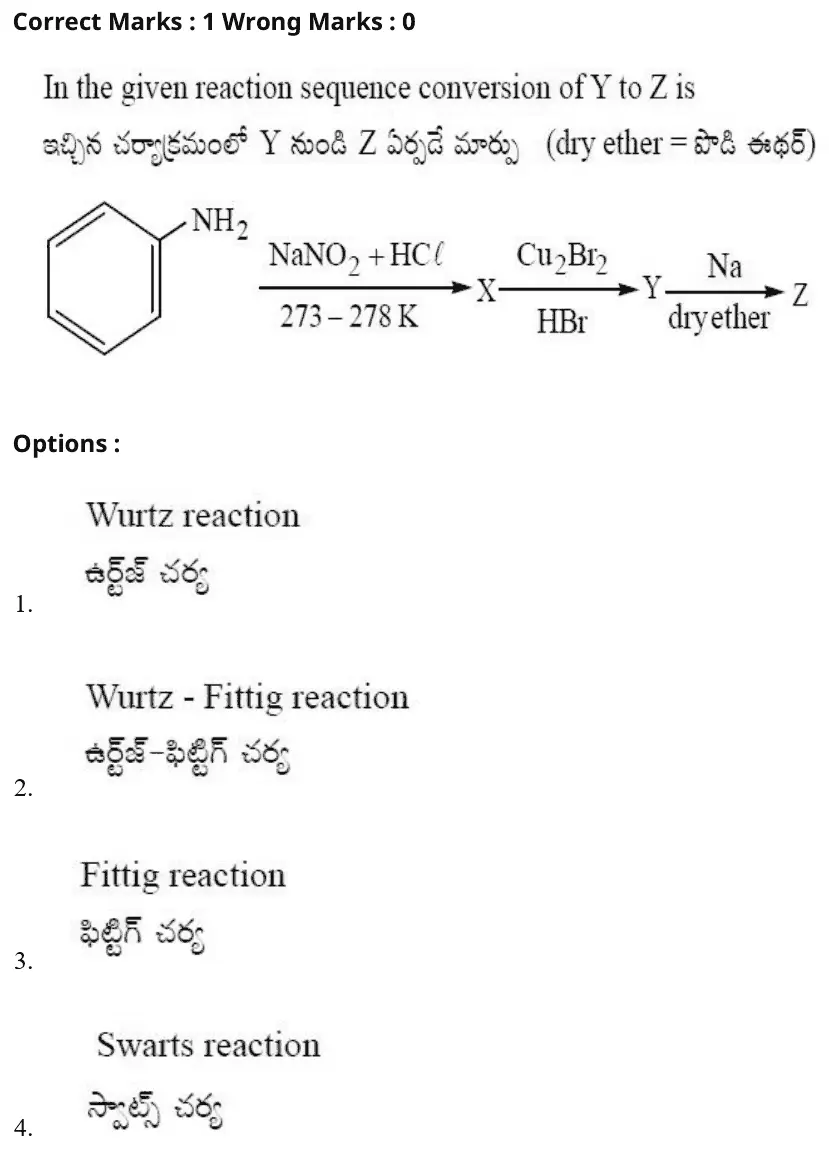 Correct Marks : 1 Wrong Marks : 0
In the given reaction sequence conversion of Y to Z is
ఇచ్చిన చర్యాక్రమంలో Y నుండి Z ఏర్పడే మార్పు (dry ether = పొడి ఈథర్)
NH2
NaNO2 + HCℓ
273 – 278 K
X
Cu2Br2
HBr
Y
Na
dry ether
Z
Options :
Wurtz reaction
ఉర్ట్జ్ చర్య
1.
Wurtz - Fittig reaction
ఉర్ట్జ్-ఫిట్టిగ్ చర్య
2.
Fittig reaction
ఫిట్టిగ్ చర్య
3.
Swarts reaction
స్వాట్స్ చర్య
4.